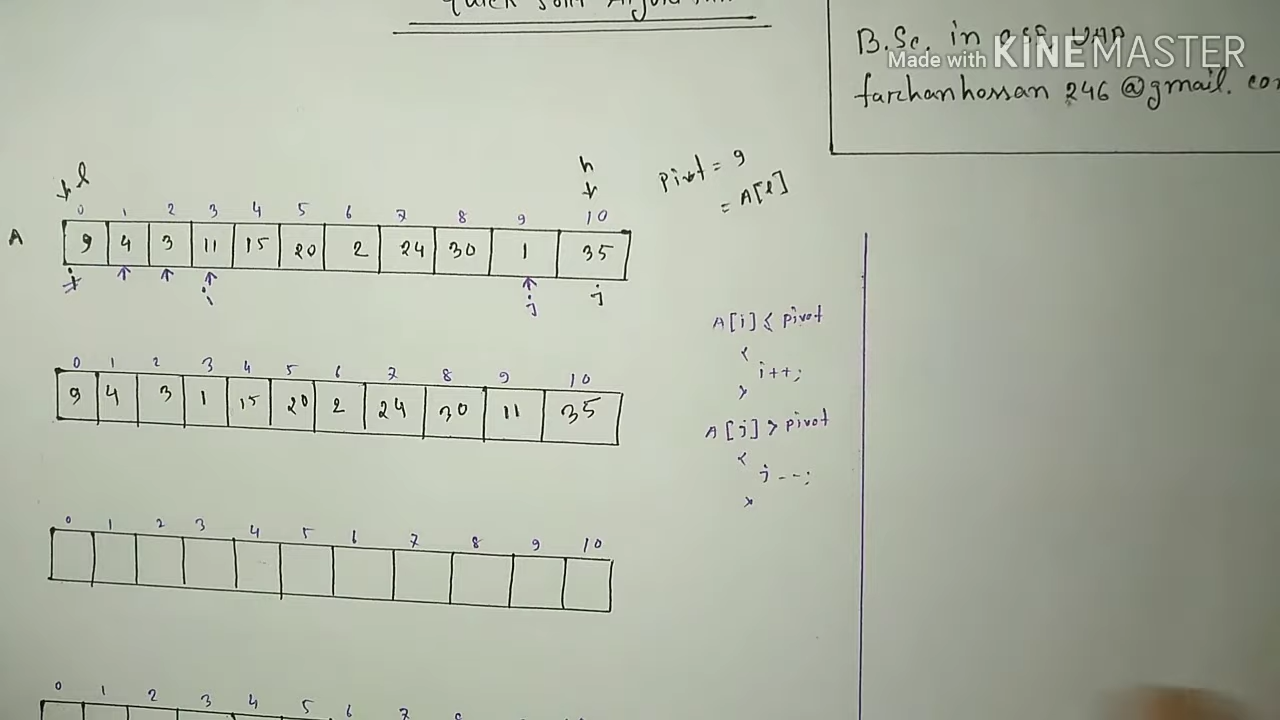 B.Sc. in CSE, UAP
Made with KINEMASTER
farhanhossan 246 @gmail. com
l
h
pivot = 9
= A[l]
0 1 2 3 4 5 6 7 8 9 10
A 9 4 3 11 15 20 2 24 30 1 35
i i j j
A[i] ≤ pivot
{
i++;
}
A[j] > pivot
{
j--;
}
0 1 2 3 4 5 6 7 8 9 10
9 4 3 1 15 20 2 24 30 11 35
0 1 2 3 4 5 6 7 8 9 10
0 1 2 3 4 5 6 7